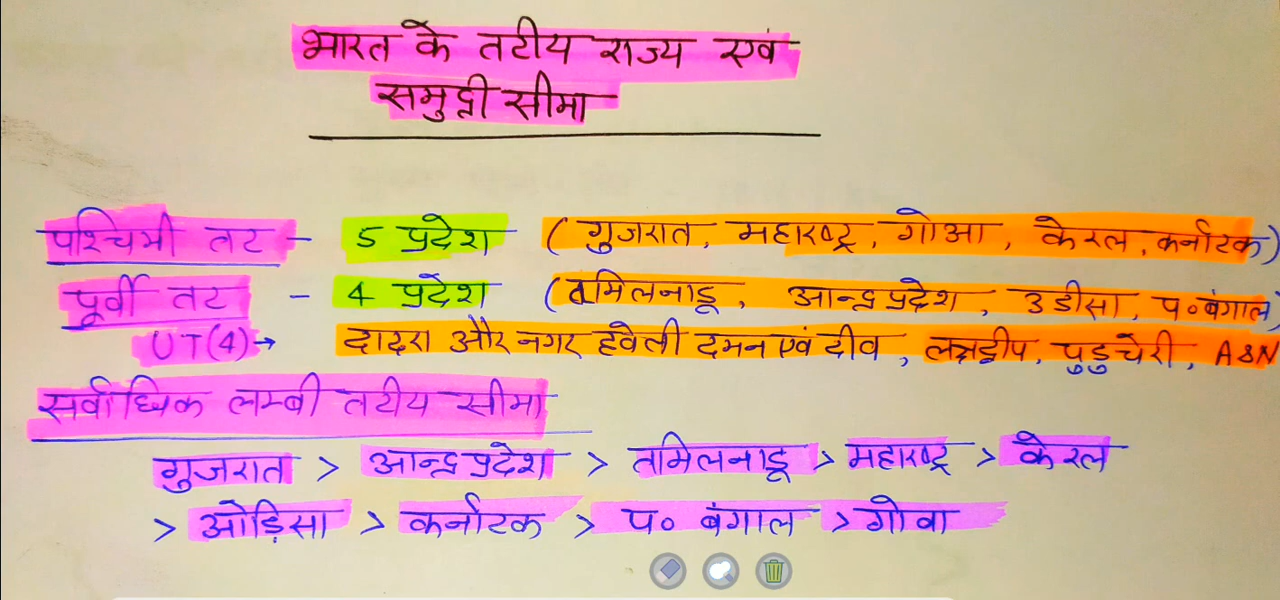 भारत के तटीय राज्य एवं
समुद्री सीमा
पश्चिमी तट - 5 प्रदेश (गुजरात, महाराष्ट्र, गोआ, केरल, कर्नाटक)
पूर्वी तट - 4 प्रदेश (तमिलनाडू, आन्ध्रप्रदेश, उडीसा, प॰ बंगाल)
UT(4)→ दादरा और नगर हवेली दमन एवं दीव, लक्षद्वीप, पुडुचेरी, A&N
सर्वाधिक लम्बी तटीय सीमा
गुजरात > आन्ध्रप्रदेश > तमिलनाडू > महाराष्ट्र > केरल
> ओड़िसा > कर्नाटक > प॰ बंगाल > गोवा